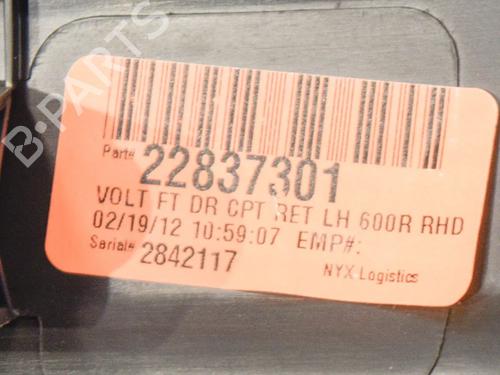 B-PARTS
Part# 22837301
VOLT FT DR CPT RET LH 600R RHD
02/19/12 10:59:07 EMP#:
Serial# 2842117
NYX Logistics